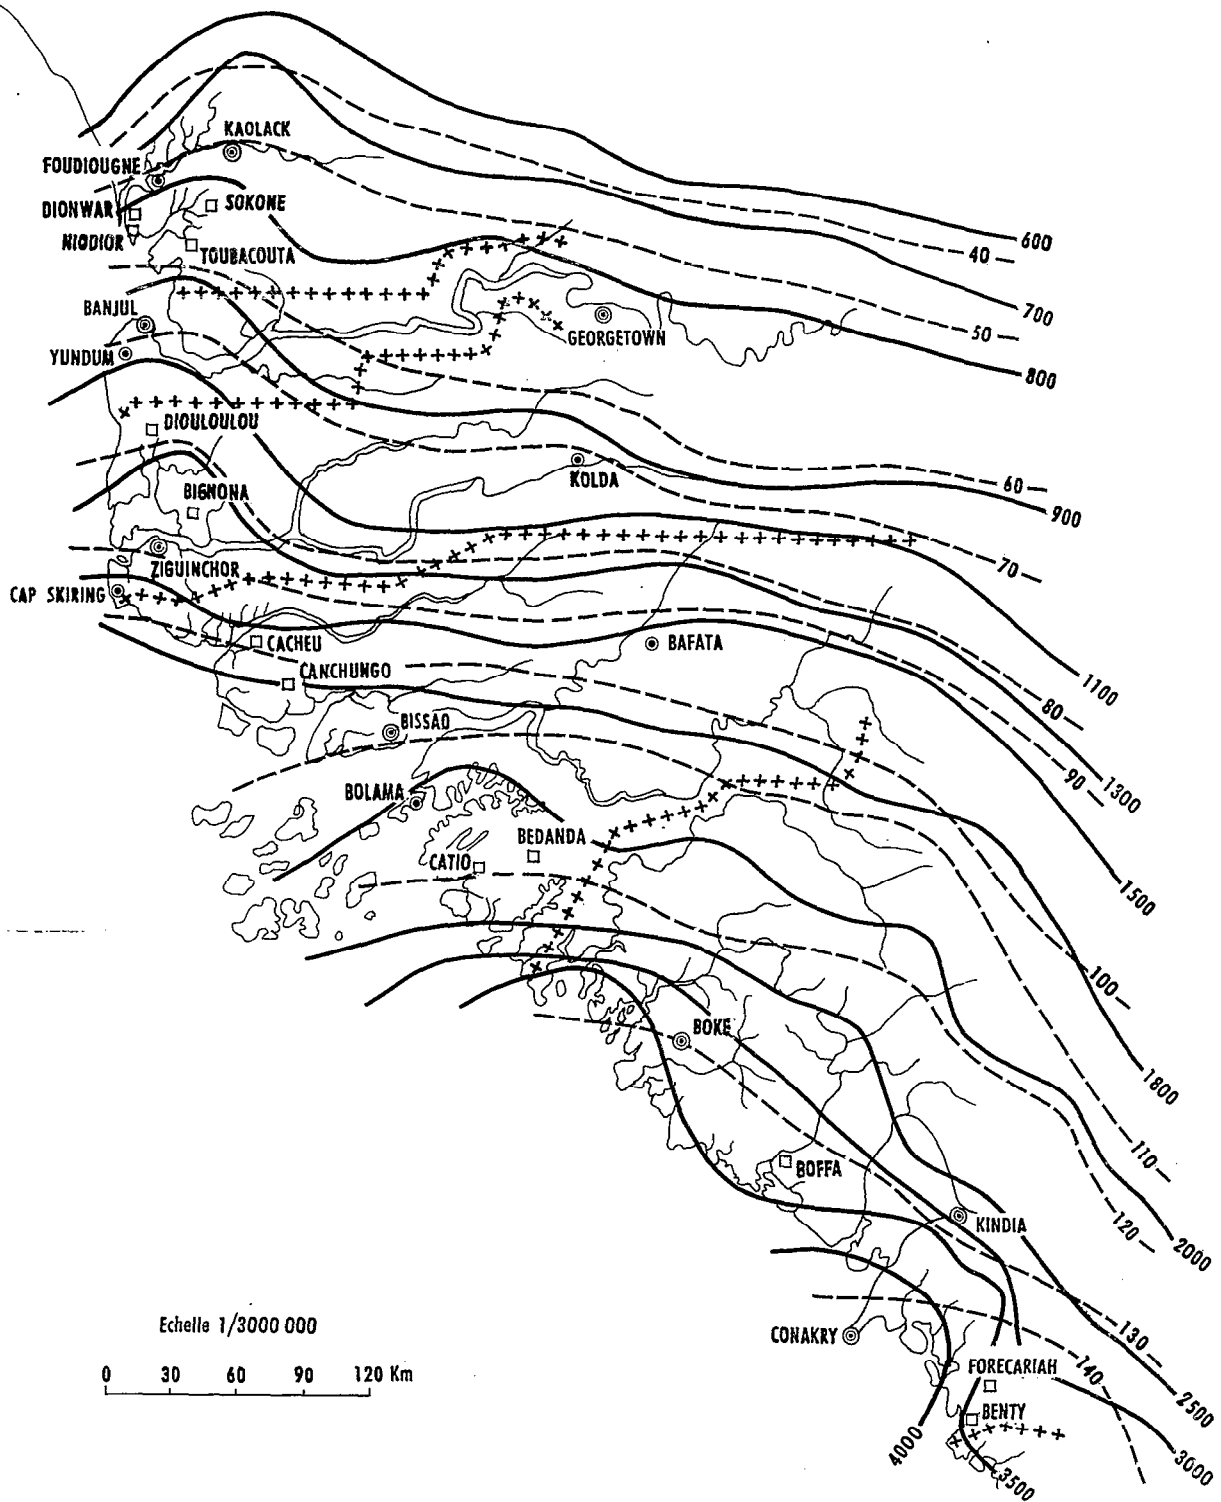 KAOLACK
FOUDIOUGNE
DIONWAR
SOKONE
NIODIOR
TOUBACOUTA
600
40
BANJUL
700
50
GEORGETOWN
YUNDUM
800
DIOULOULOU
KOLDA
60
BIGNONA
900
ZIGUINCHOR
70
CAP SKIRING
CACHEU
BAFATA
CANCHUNGO
1100
80
BISSAO
90
1300
BOLAMA
BEDANDA
CATIO
1500
100
BOKE
1800
110
BOFFA
KINDIA
120
2000
Echelle 1/3000 000
130
CONAKRY
FORECARIAH
140
0 30 60 90 120 Km
2500
BENTY
4000
3000
3500